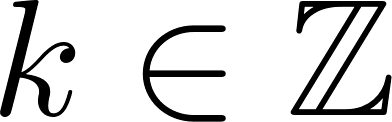 k ∈ ℤ